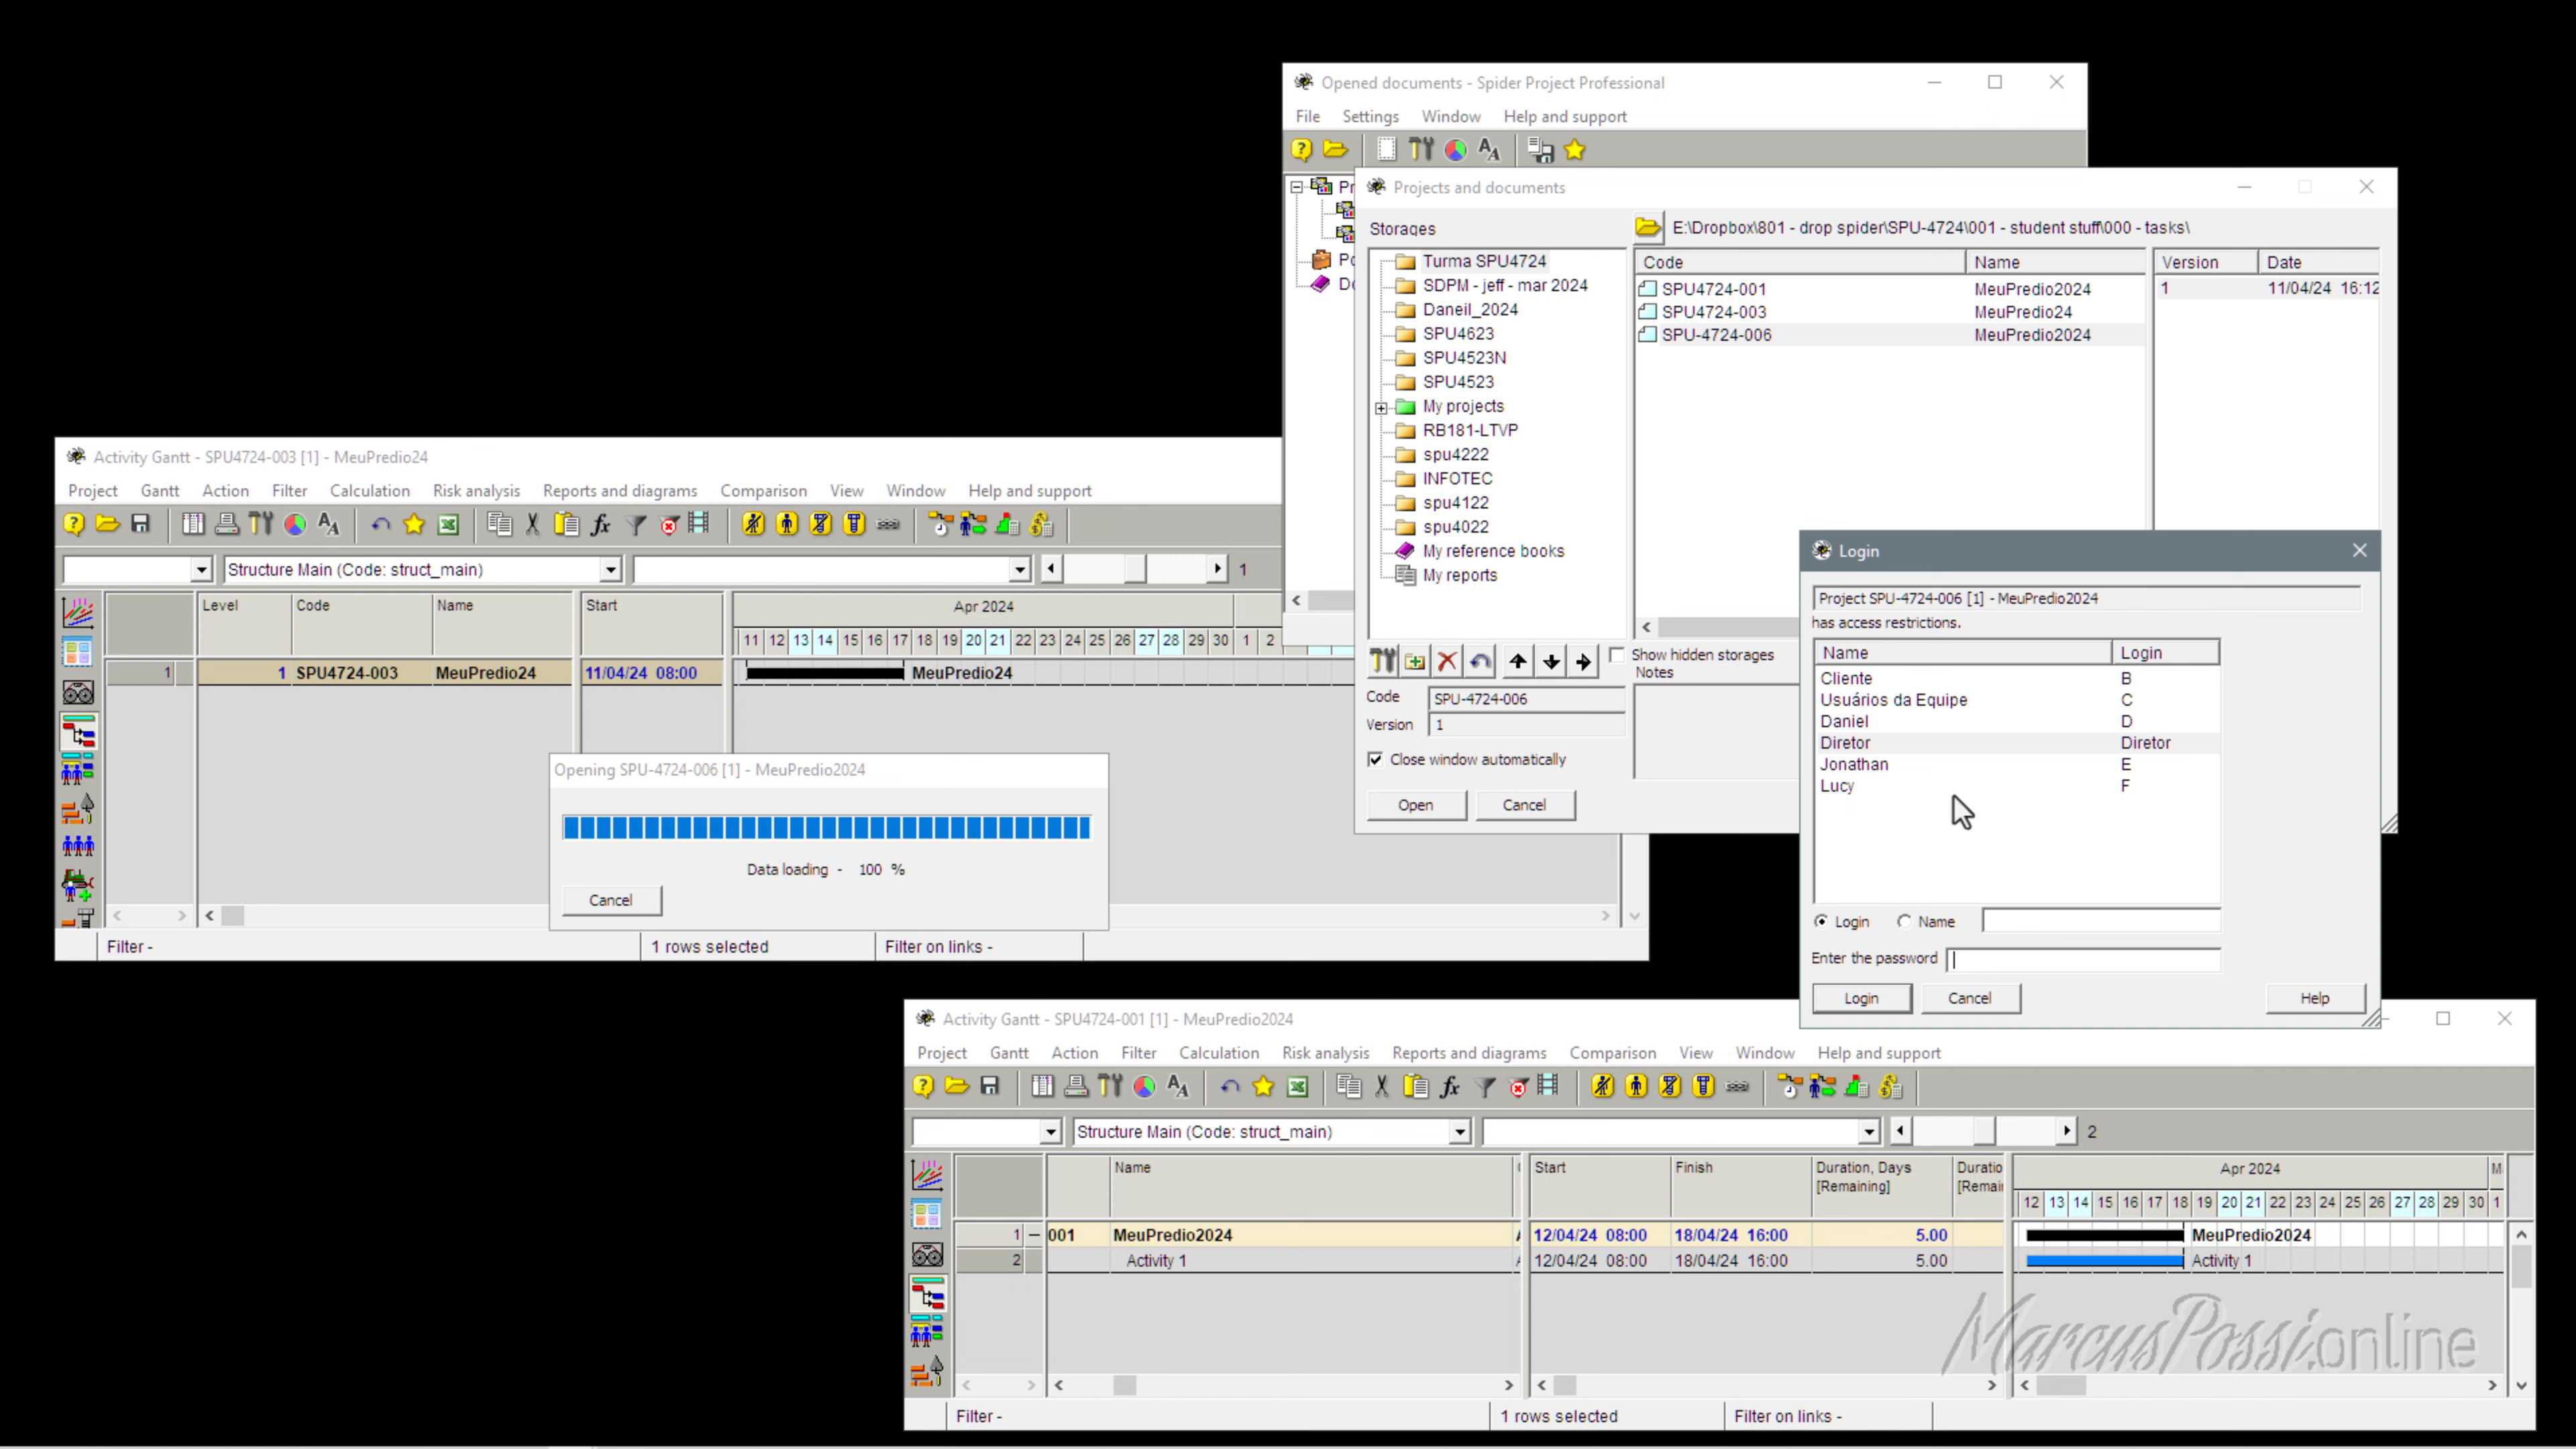 Opened documents - Spider Project Professional
File Settings Window Help and support
Projects and documents
Storages
E:\Dropbox\801 - drop spider\SPU-4724\001 - student stuff\000 - tasks\
Turma SPU4724
SDPM - jeff - mar 2024
Daneil_2024
SPU4623
SPU4523N
SPU4523
My projects
RB181-LTVP
spu4222
INFOTEC
spu4122
spu4022
My reference books
My reports
Code Name Version Date
SPU4724-001 MeuPredio2024 1 11/04/24 16:12
SPU4724-003 MeuPredio24
SPU-4724-006 MeuPredio2024
Show hidden storages
Notes
Code SPU-4724-006
Version 1
Close window automatically
Open Cancel
Login
Project SPU-4724-006 [1] - MeuPredio2024
has access restrictions.
Name Login
Cliente B
Usuários da Equipe C
Daniel D
Diretor Diretor
Jonathan E
Lucy F
Login Name
Enter the password
Login Cancel Help
Activity Gantt - SPU4724-003 [1] - MeuPredio24
Project Gantt Action Filter Calculation Risk analysis Reports and diagrams Comparison View Window Help and support
Structure Main (Code: struct_main) 1
Level Code Name Start Apr 2024
11 12 13 14 15 16 17 18 19 20 21 22 23 24 25 26 27 28 29 30 1 2
1 1 SPU4724-003 MeuPredio24 11/04/24 08:00 MeuPredio24
Opening SPU-4724-006 [1] - MeuPredio2024
Data loading - 100 %
Cancel
Filter - 1 rows selected Filter on links -
Activity Gantt - SPU4724-001 [1] - MeuPredio2024
Project Gantt Action Filter Calculation Risk analysis Reports and diagrams Comparison View Window Help and support
Structure Main (Code: struct_main) 2
Name Start Finish Duration, Days Apr 2024
[Remaining]
12 13 14 15 16 17 18 19 20 21 22 23 24 25 26 27 28 29 30 1
1 001 MeuPredio2024 12/04/24 08:00 18/04/24 16:00 5.00 MeuPredio2024
2 Activity 1 12/04/24 08:00 18/04/24 16:00 5.00 Activity 1
MarcusPossi.online
Filter - 1 rows selected Filter on links -